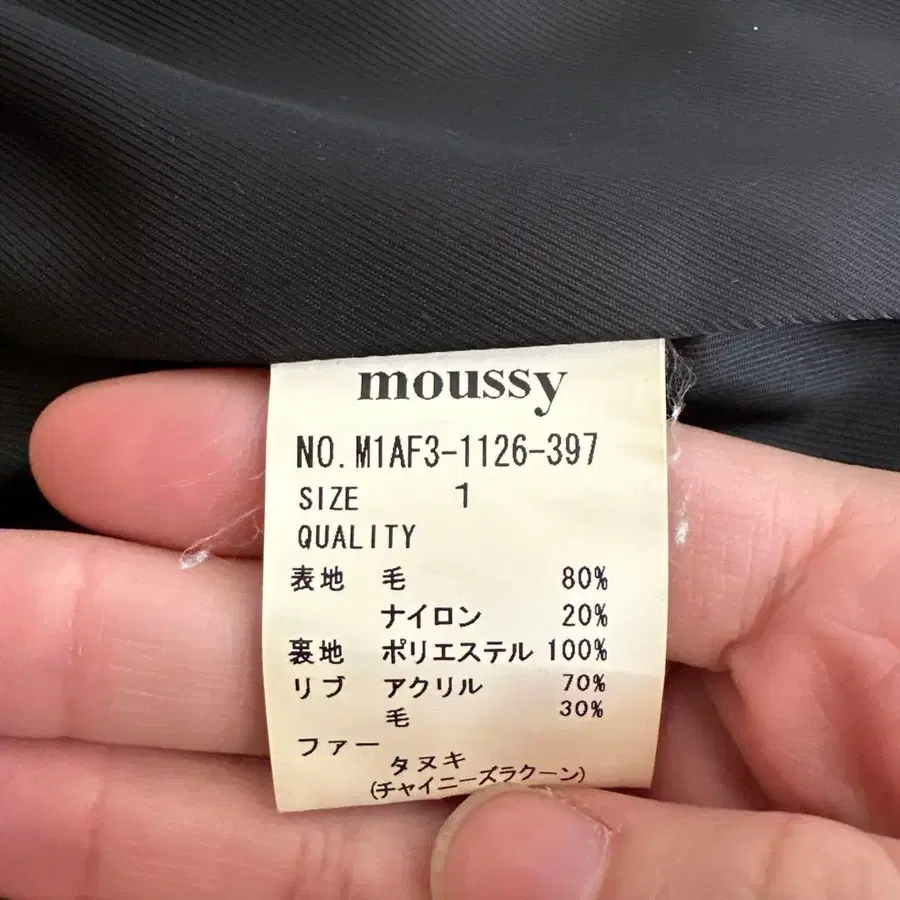 moussy
NO. M1AF3-1126-397
SIZE 1
QUALITY
表地 毛 80%
ナイロン 20%
裏地 ポリエステル 100%
リブ アクリル 70%
毛 30%
ファー
タヌキ
(チャイニーズラクーン)